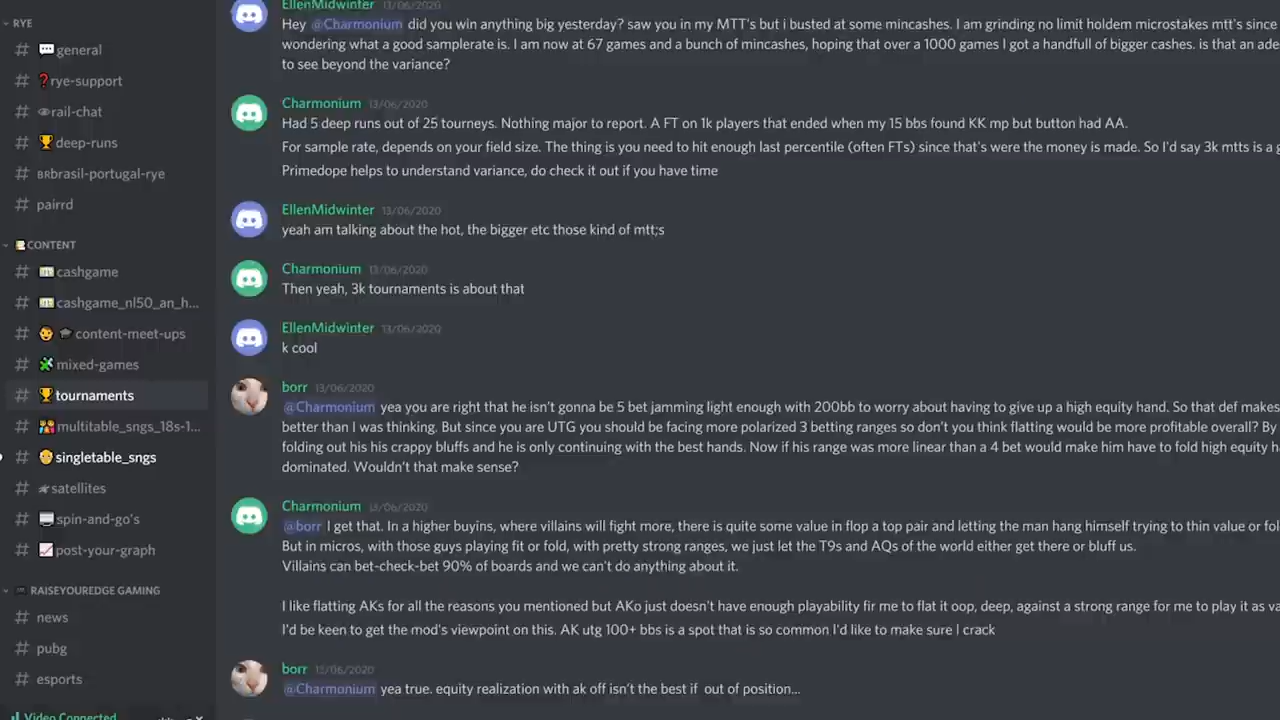 RYE
# 💬general
# ❓rye-support
# 👁rail-chat
# 🏆deep-runs
# BRbrasil-portugal-rye
# pairrd
CONTENT
# cashgame
# cashgame_nl50_an_h...
# content-meet-ups
# mixed-games
# 🏆tournaments
# multitable_sngs_18s-1...
# singletable_sngs
# satellites
# spin-and-go's
# post-your-graph
RAISEYOUREDGE GAMING
# news
# pubg
# esports
Video Connected
EllenMidwinter 13/06/2020
Hey @Charmonium did you win anything big yesterday? saw you in my MTT's but i busted at some mincashes. I am grinding no limit holdem microstakes mtt's since
wondering what a good samplerate is. I am now at 67 games and a bunch of mincashes, hoping that over a 1000 games I got a handfull of bigger cashes. is that an ade
to see beyond the variance?
Charmonium 13/06/2020
Had 5 deep runs out of 25 tourneys. Nothing major to report. A FT on 1k players that ended when my 15 bbs found KK mp but button had AA.
For sample rate, depends on your field size. The thing is you need to hit enough last percentile (often FTs) since that's were the money is made. So I'd say 3k mtts is a g
Primedope helps to understand variance, do check it out if you have time
EllenMidwinter 13/06/2020
yeah am talking about the hot, the bigger etc those kind of mtt;s
Charmonium 13/06/2020
Then yeah, 3k tournaments is about that
EllenMidwinter 13/06/2020
k cool
borr 13/06/2020
@Charmonium yea you are right that he isn't gonna be 5 bet jamming light enough with 200bb to worry about having to give up a high equity hand. So that def makes
better than I was thinking. But since you are UTG you should be facing more polarized 3 betting ranges so don't you think flatting would be more profitable overall? By
folding out his his crappy bluffs and he is only continuing with the best hands. Now if his range was more linear than a 4 bet would make him have to fold high equity ha
dominated. Wouldn't that make sense?
Charmonium 13/06/2020
@borr I get that. In a higher buyins, where villains will fight more, there is quite some value in flop a top pair and letting the man hang himself trying to thin value or fol
But in micros, with those guys playing fit or fold, with pretty strong ranges, we just let the T9s and AQs of the world either get there or bluff us.
Villains can bet-check-bet 90% of boards and we can't do anything about it.
I like flatting AKs for all the reasons you mentioned but AKo just doesn't have enough playability fir me to flat it oop, deep, against a strong range for me to play it as va
I'd be keen to get the mod's viewpoint on this. AK utg 100+ bbs is a spot that is so common I'd like to make sure I crack
borr 13/06/2020
@Charmonium yea true. equity realization with ak off isn't the best if out of position...